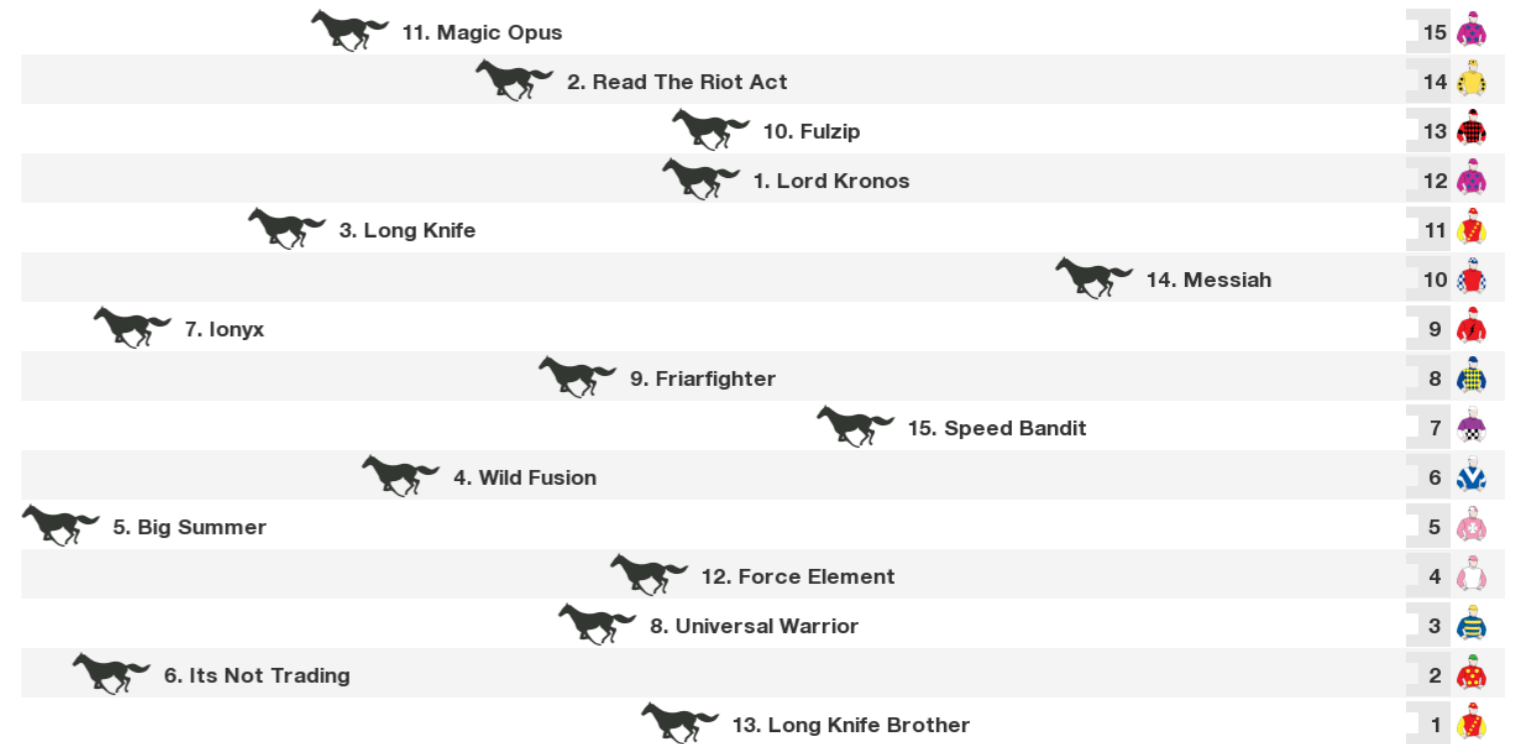 11. Magic Opus 15
2. Read The Riot Act 14
10. Fulzip 13
1. Lord Kronos 12
3. Long Knife 11
14. Messiah 10
7. Ionyx 9
9. Friarfighter 8
15. Speed Bandit 7
4. Wild Fusion 6
5. Big Summer 5
12. Force Element 4
8. Universal Warrior 3
6. Its Not Trading 2
13. Long Knife Brother 1